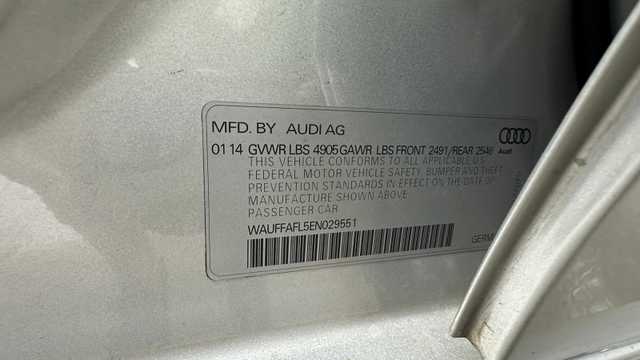 MFD. BY AUDI AG
01 14 GVWR LBS 4905 GAWR LBS FRONT 2491/REAR 2546
THIS VEHICLE CONFORMS TO ALL APPLICABLE U.S.
FEDERAL MOTOR VEHICLE SAFETY, BUMPER AND THEFT
PREVENTION STANDARDS IN EFFECT ON THE DATE OF
MANUFACTURE SHOWN ABOVE
PASSENGER CAR
WAUFFAFL5EN029551
Audi